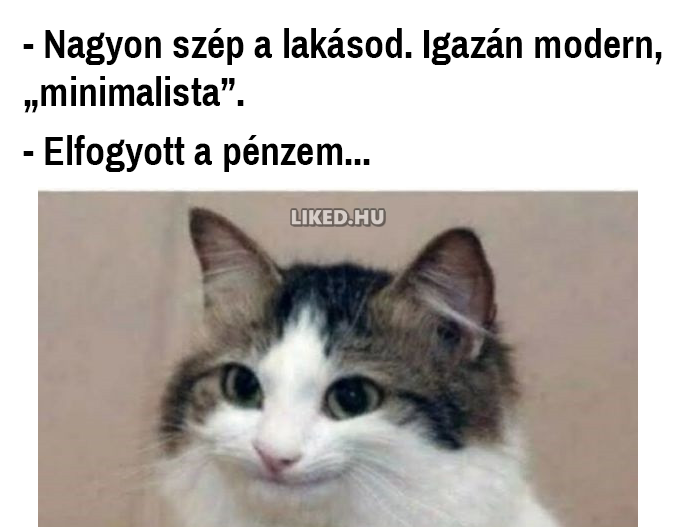 - Nagyon szép a lakásod. Igazán modern,
„minimalista”.
- Elfogyott a pénzem...
LIKED.HU